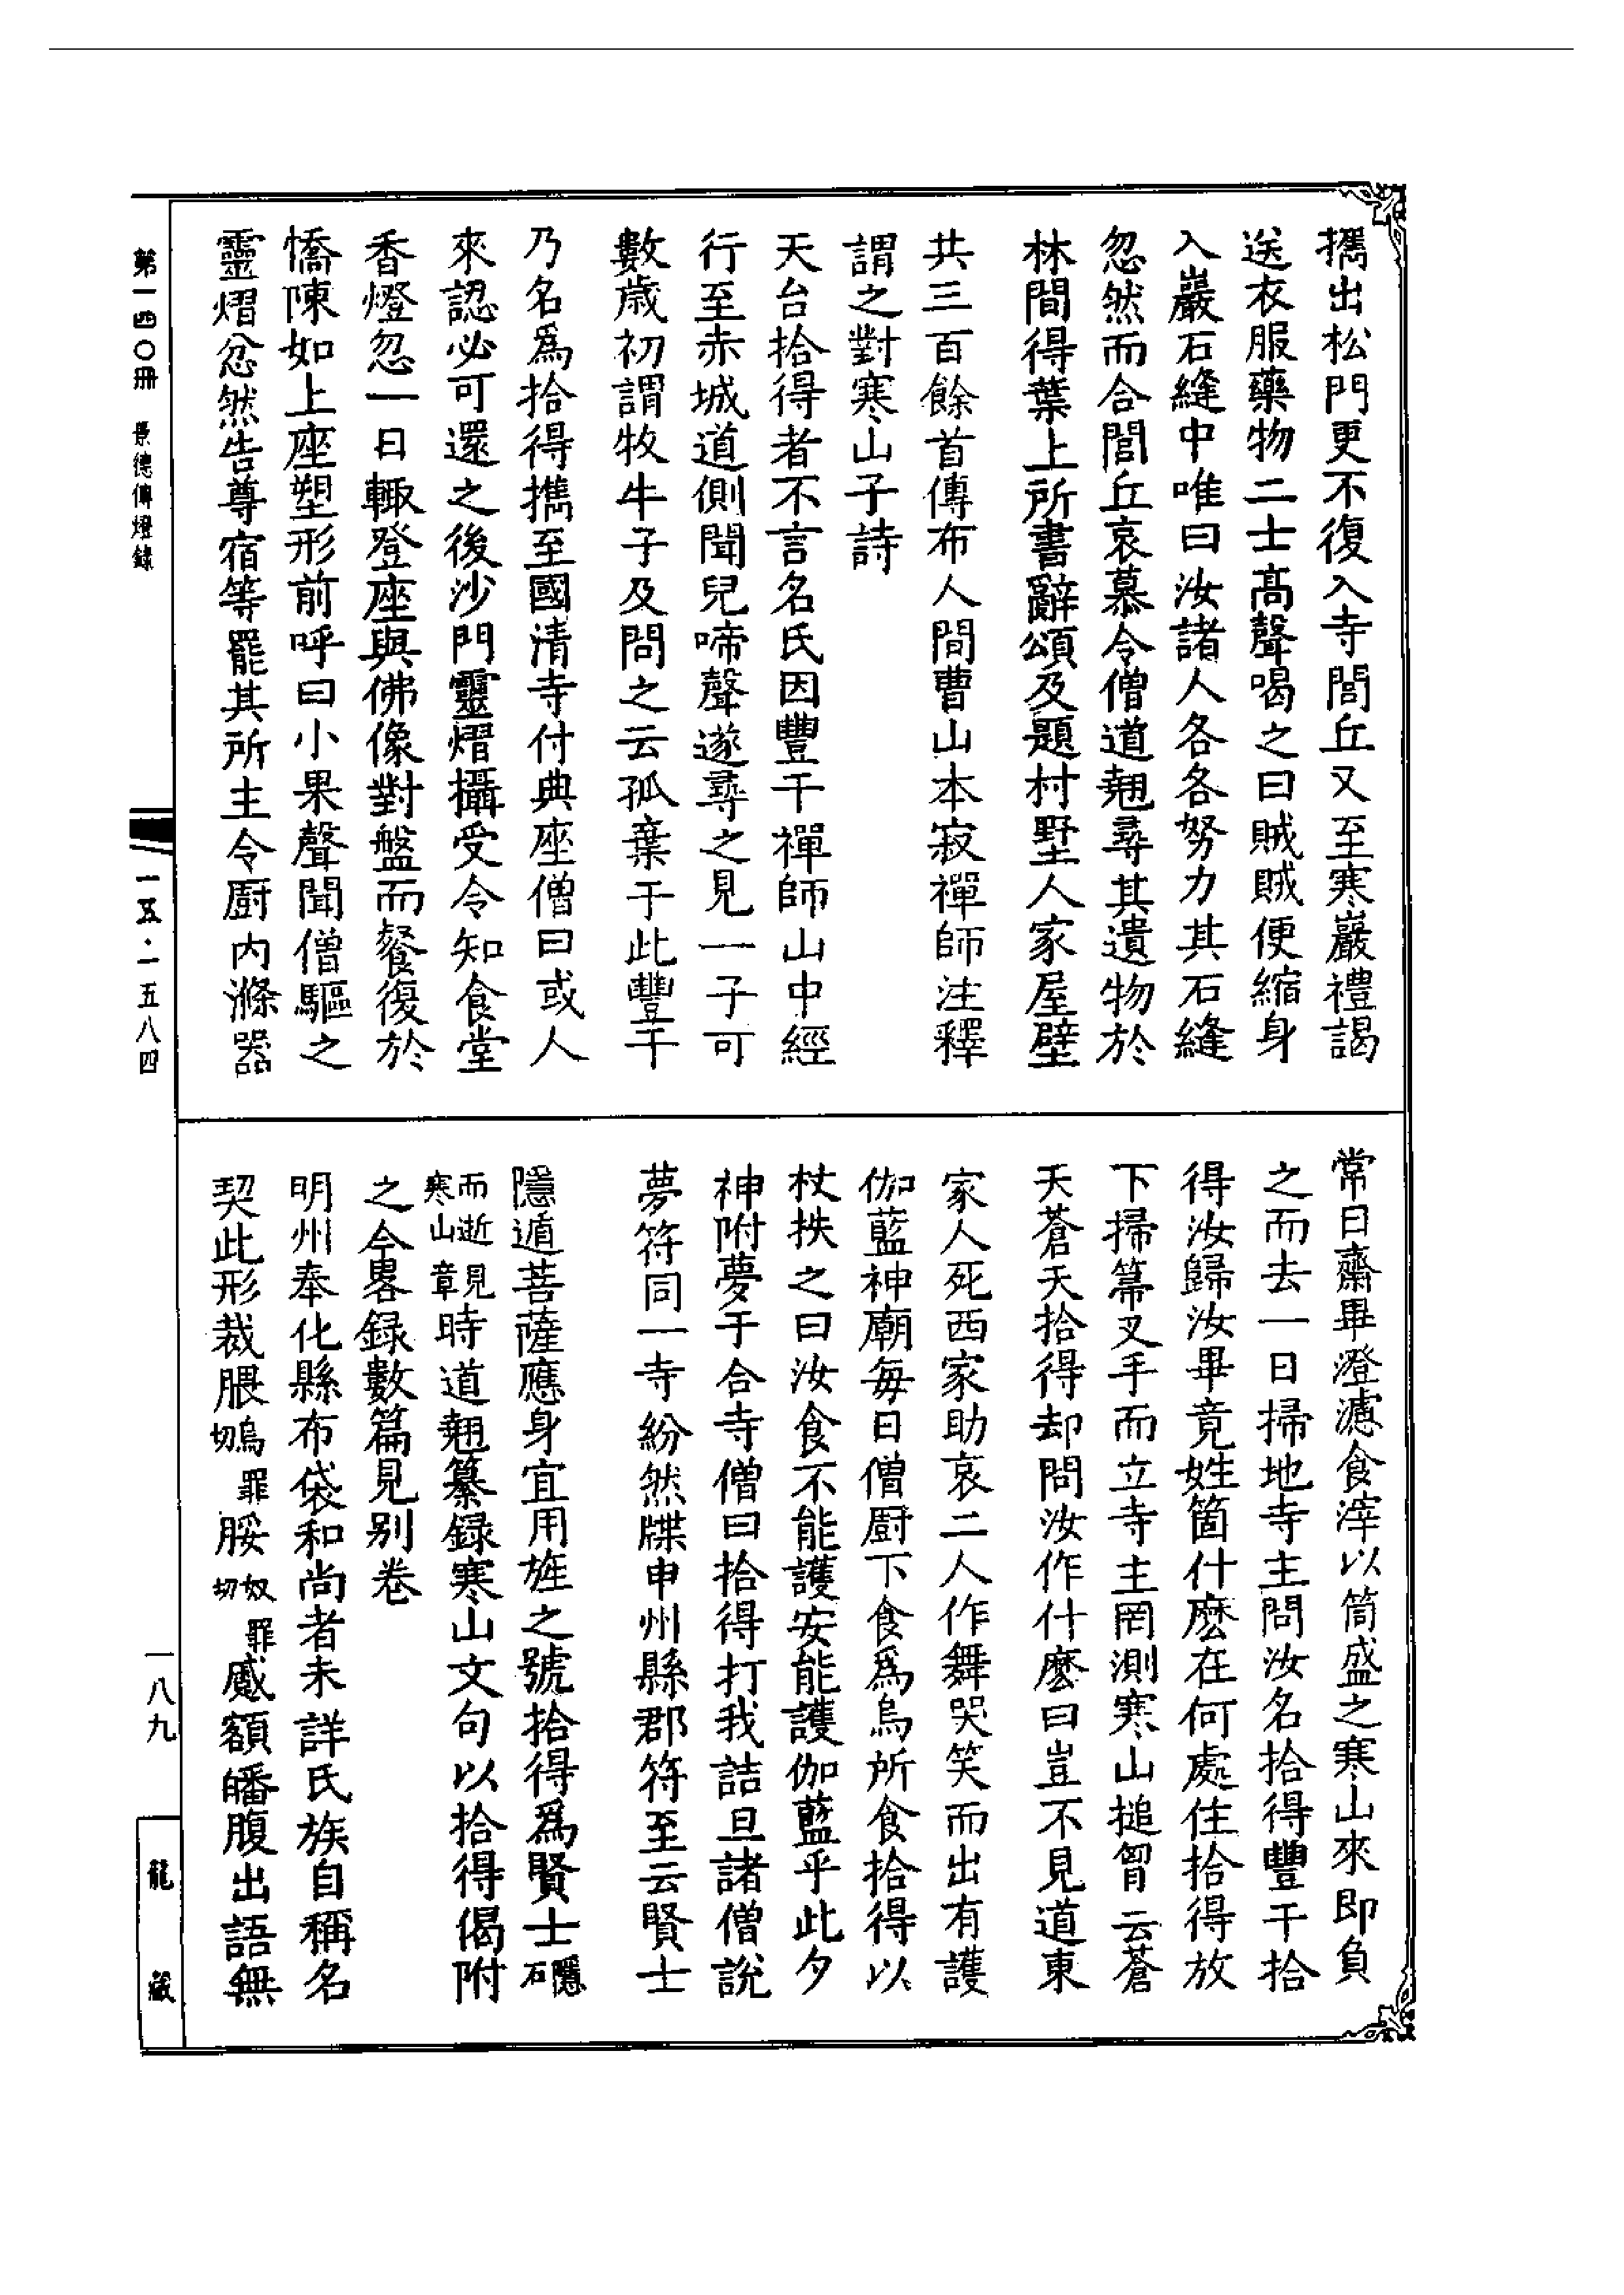 攜出松門更不復入寺閭丘又至寒巖禮謁
送衣服藥物二士高聲喝之曰賊賊便縮身
入巖石縫中唯曰汝諸人各各努力其石縫
忽然而合閭丘哀慕令僧道翹尋其遺物於
林間得葉上所書辭頌及題村墅人家屋壁
共三百餘首傳布人間曹山本寂禪師注釋
謂之對寒山子詩
天台拾得者不言名氏因豐干禪師山中經
行至赤城道側聞兒啼聲遂尋之見一子可
數歲初謂牧牛子及問之云孤棄于此豐干
乃名爲拾得攜至國清寺付典座僧曰或人
來認必可還之後沙門靈熠攝受令知食堂
香燈忽一日輙登座與佛像對盤而餐復於
憍陳如上座塑形前呼曰小果聲聞僧驅之
靈熠忿然告尊宿等罷其所主令廚內滌器
常日齋畢澄濾食滓以筒盛之寒山來即負
之而去一日掃地寺主問汝名拾得豐干拾
得汝歸汝畢竟姓箇什麼在何處住拾得放
下掃箒叉手而立寺主罔測寒山搥胷云蒼
天蒼天拾得却問汝作什麼曰豈不見道東
家人死西家助哀二人作舞哭笑而出有護
伽藍神廟每日僧廚下食爲烏所食拾得以
杖抶之曰汝食不能護安能護伽藍乎此夕
神附夢于合寺僧曰拾得打我詰旦諸僧說
夢符同一寺紛然牒申州縣郡符至云賢士
隱遁菩薩應身宜用旌之號拾得爲賢士隱石
而逝見寒山章時道翹纂録寒山文句以拾得偈附
之今畧録數篇見別卷
明州奉化縣布袋和尚者未詳氏族自稱名
契此形裁腲烏罪切脮奴罪切蹙額皤腹出語無
第一四〇冊 景德傳燈錄
一五·一五八四
一八九
龍藏